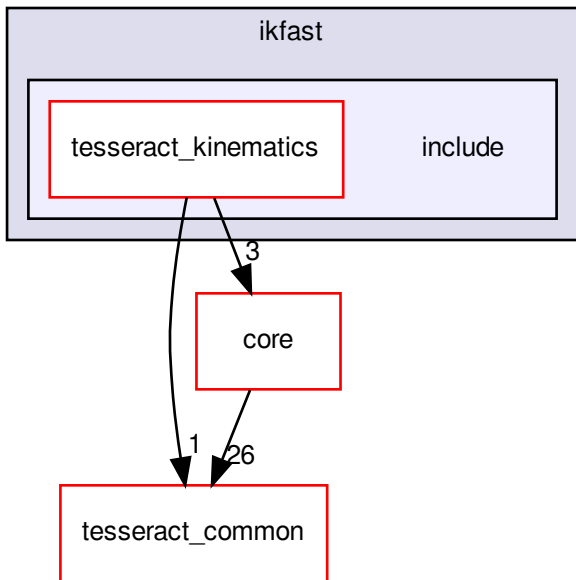 ikfast
tesseract_kinematics
include
3
core
1
26
tesseract_common